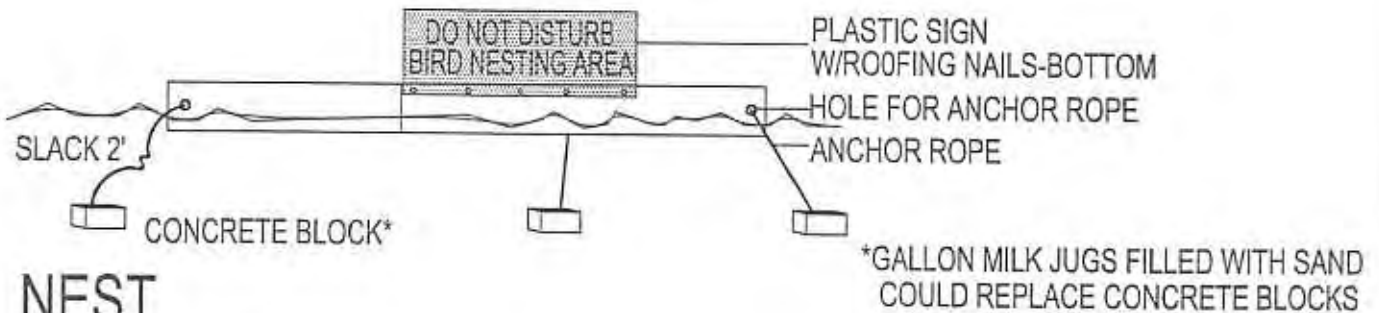 DO NOT DISTURB
BIRD NESTING AREA
PLASTIC SIGN
W/ROOFING NAILS-BOTTOM
HOLE FOR ANCHOR ROPE
ANCHOR ROPE
SLACK 2'
CONCRETE BLOCK*
*GALLON MILK JUGS FILLED WITH SAND
COULD REPLACE CONCRETE BLOCKS
NEST